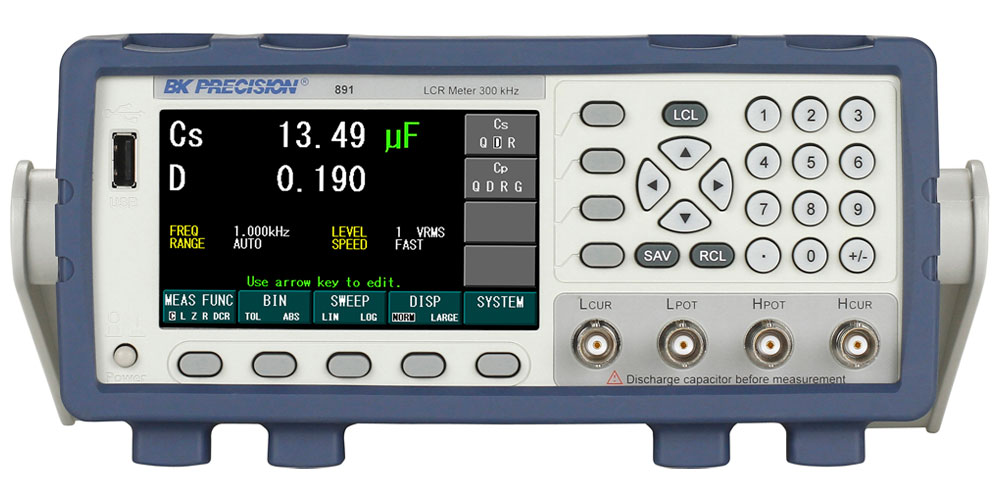 BK PRECISION® 891 LCR Meter 300 kHz
Cs 13.49 µF
D 0.190
FREQ 1.000kHz LEVEL 1 VRMS
RANGE AUTO SPEED FAST
Use arrow key to edit.
Cs
Q D R
Cp
Q D R G
MEAS FUNC BIN SWEEP DISP SYSTEM
C L Z R DCR TOL ABS LIN LOG NORM LARGE
USB
Power
LCL
SAV RCL
1 2 3
4 5 6
7 8 9
· 0 +/-
LCUR LPOT HPOT HCUR
Discharge capacitor before measurement